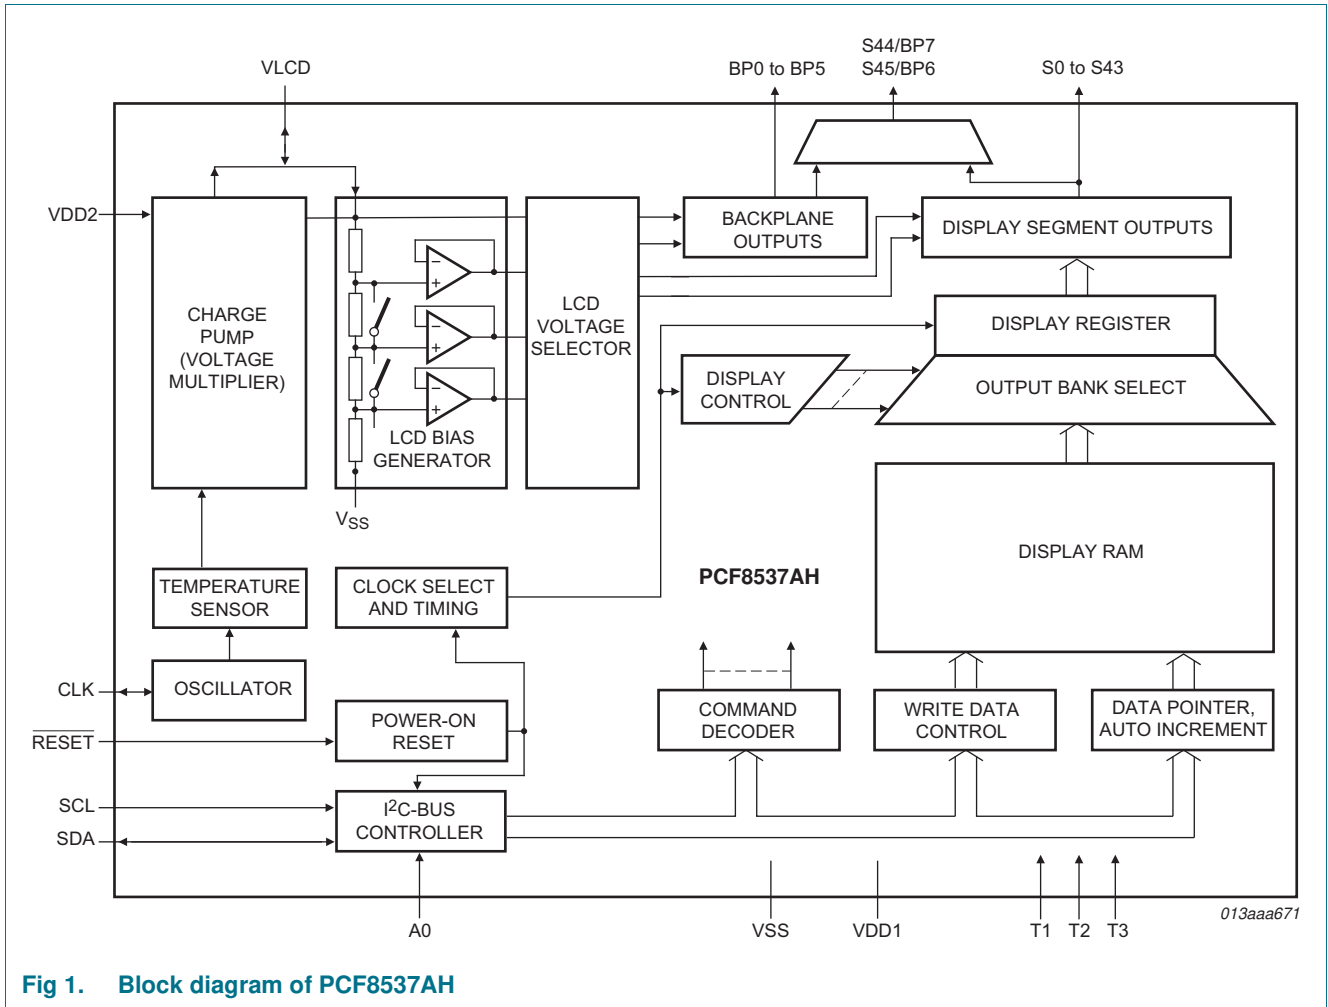 S44/BP7
VLCD
BP0 to BP5
S45/BP6
S0 to S43
VDD2
BACKPLANE
OUTPUTS
DISPLAY SEGMENT OUTPUTS
CHARGE
PUMP
(VOLTAGE
MULTIPLIER)
−
+
−
+
−
+
LCD BIAS
GENERATOR
VSS
LCD
VOLTAGE
SELECTOR
DISPLAY REGISTER
DISPLAY
CONTROL
OUTPUT BANK SELECT
DISPLAY RAM
PCF8537AH
TEMPERATURE
SENSOR
CLOCK SELECT
AND TIMING
CLK
OSCILLATOR
RESET
POWER-ON
RESET
COMMAND
DECODER
WRITE DATA
CONTROL
DATA POINTER,
AUTO INCREMENT
SCL
SDA
I2C-BUS
CONTROLLER
A0
VSS
VDD1
T1
T2
T3
013aaa671
Fig 1. Block diagram of PCF8537AH